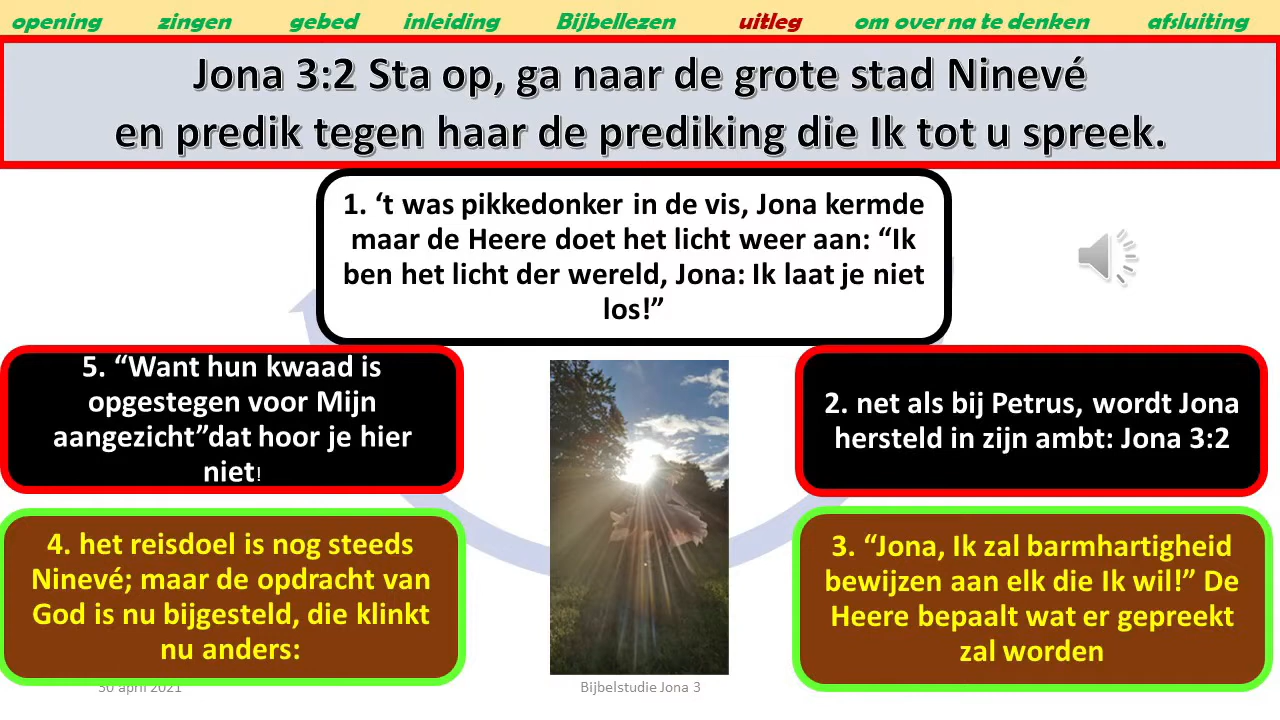 opening zingen gebed inleiding Bijbellezen uitleg om over na te denken afsluiting
Jona 3:2 Sta op, ga naar de grote stad Ninevé
en predik tegen haar de prediking die Ik tot u spreek.
1. ‘t was pikkedonker in de vis, Jona kermde
maar de Heere doet het licht weer aan: “Ik
ben het licht der wereld, Jona: Ik laat je niet
los!”
2. net als bij Petrus, wordt Jona
hersteld in zijn ambt: Jona 3:2
3. “Jona, Ik zal barmhartigheid
bewijzen aan elk die Ik wil!” De
Heere bepaalt wat er gepreekt
zal worden
4. het reisdoel is nog steeds
Ninevé; maar de opdracht van
God is nu bijgesteld, die klinkt
nu anders:
5. “Want hun kwaad is
opgestegen voor Mijn
aangezicht”dat hoor je hier
niet!
30 april 2021
Bijbelstudie Jona 3